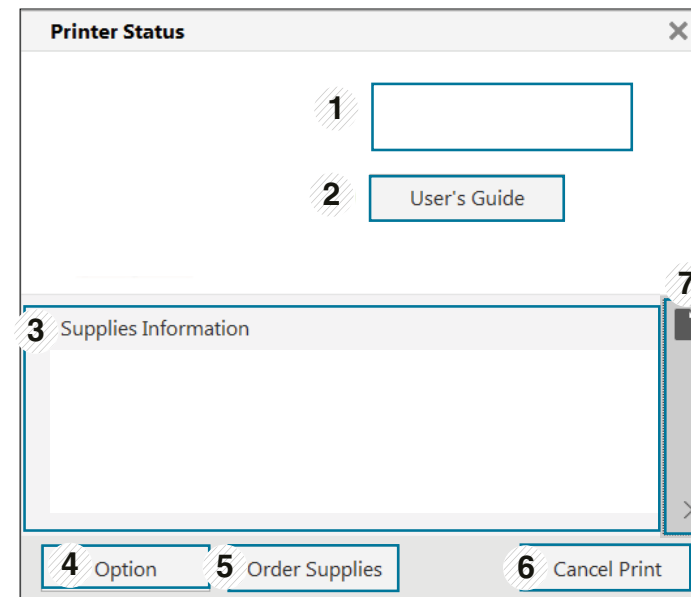 Printer Status
1
2 User's Guide
7
3 Supplies Information
4 Option 5 Order Supplies 6 Cancel Print